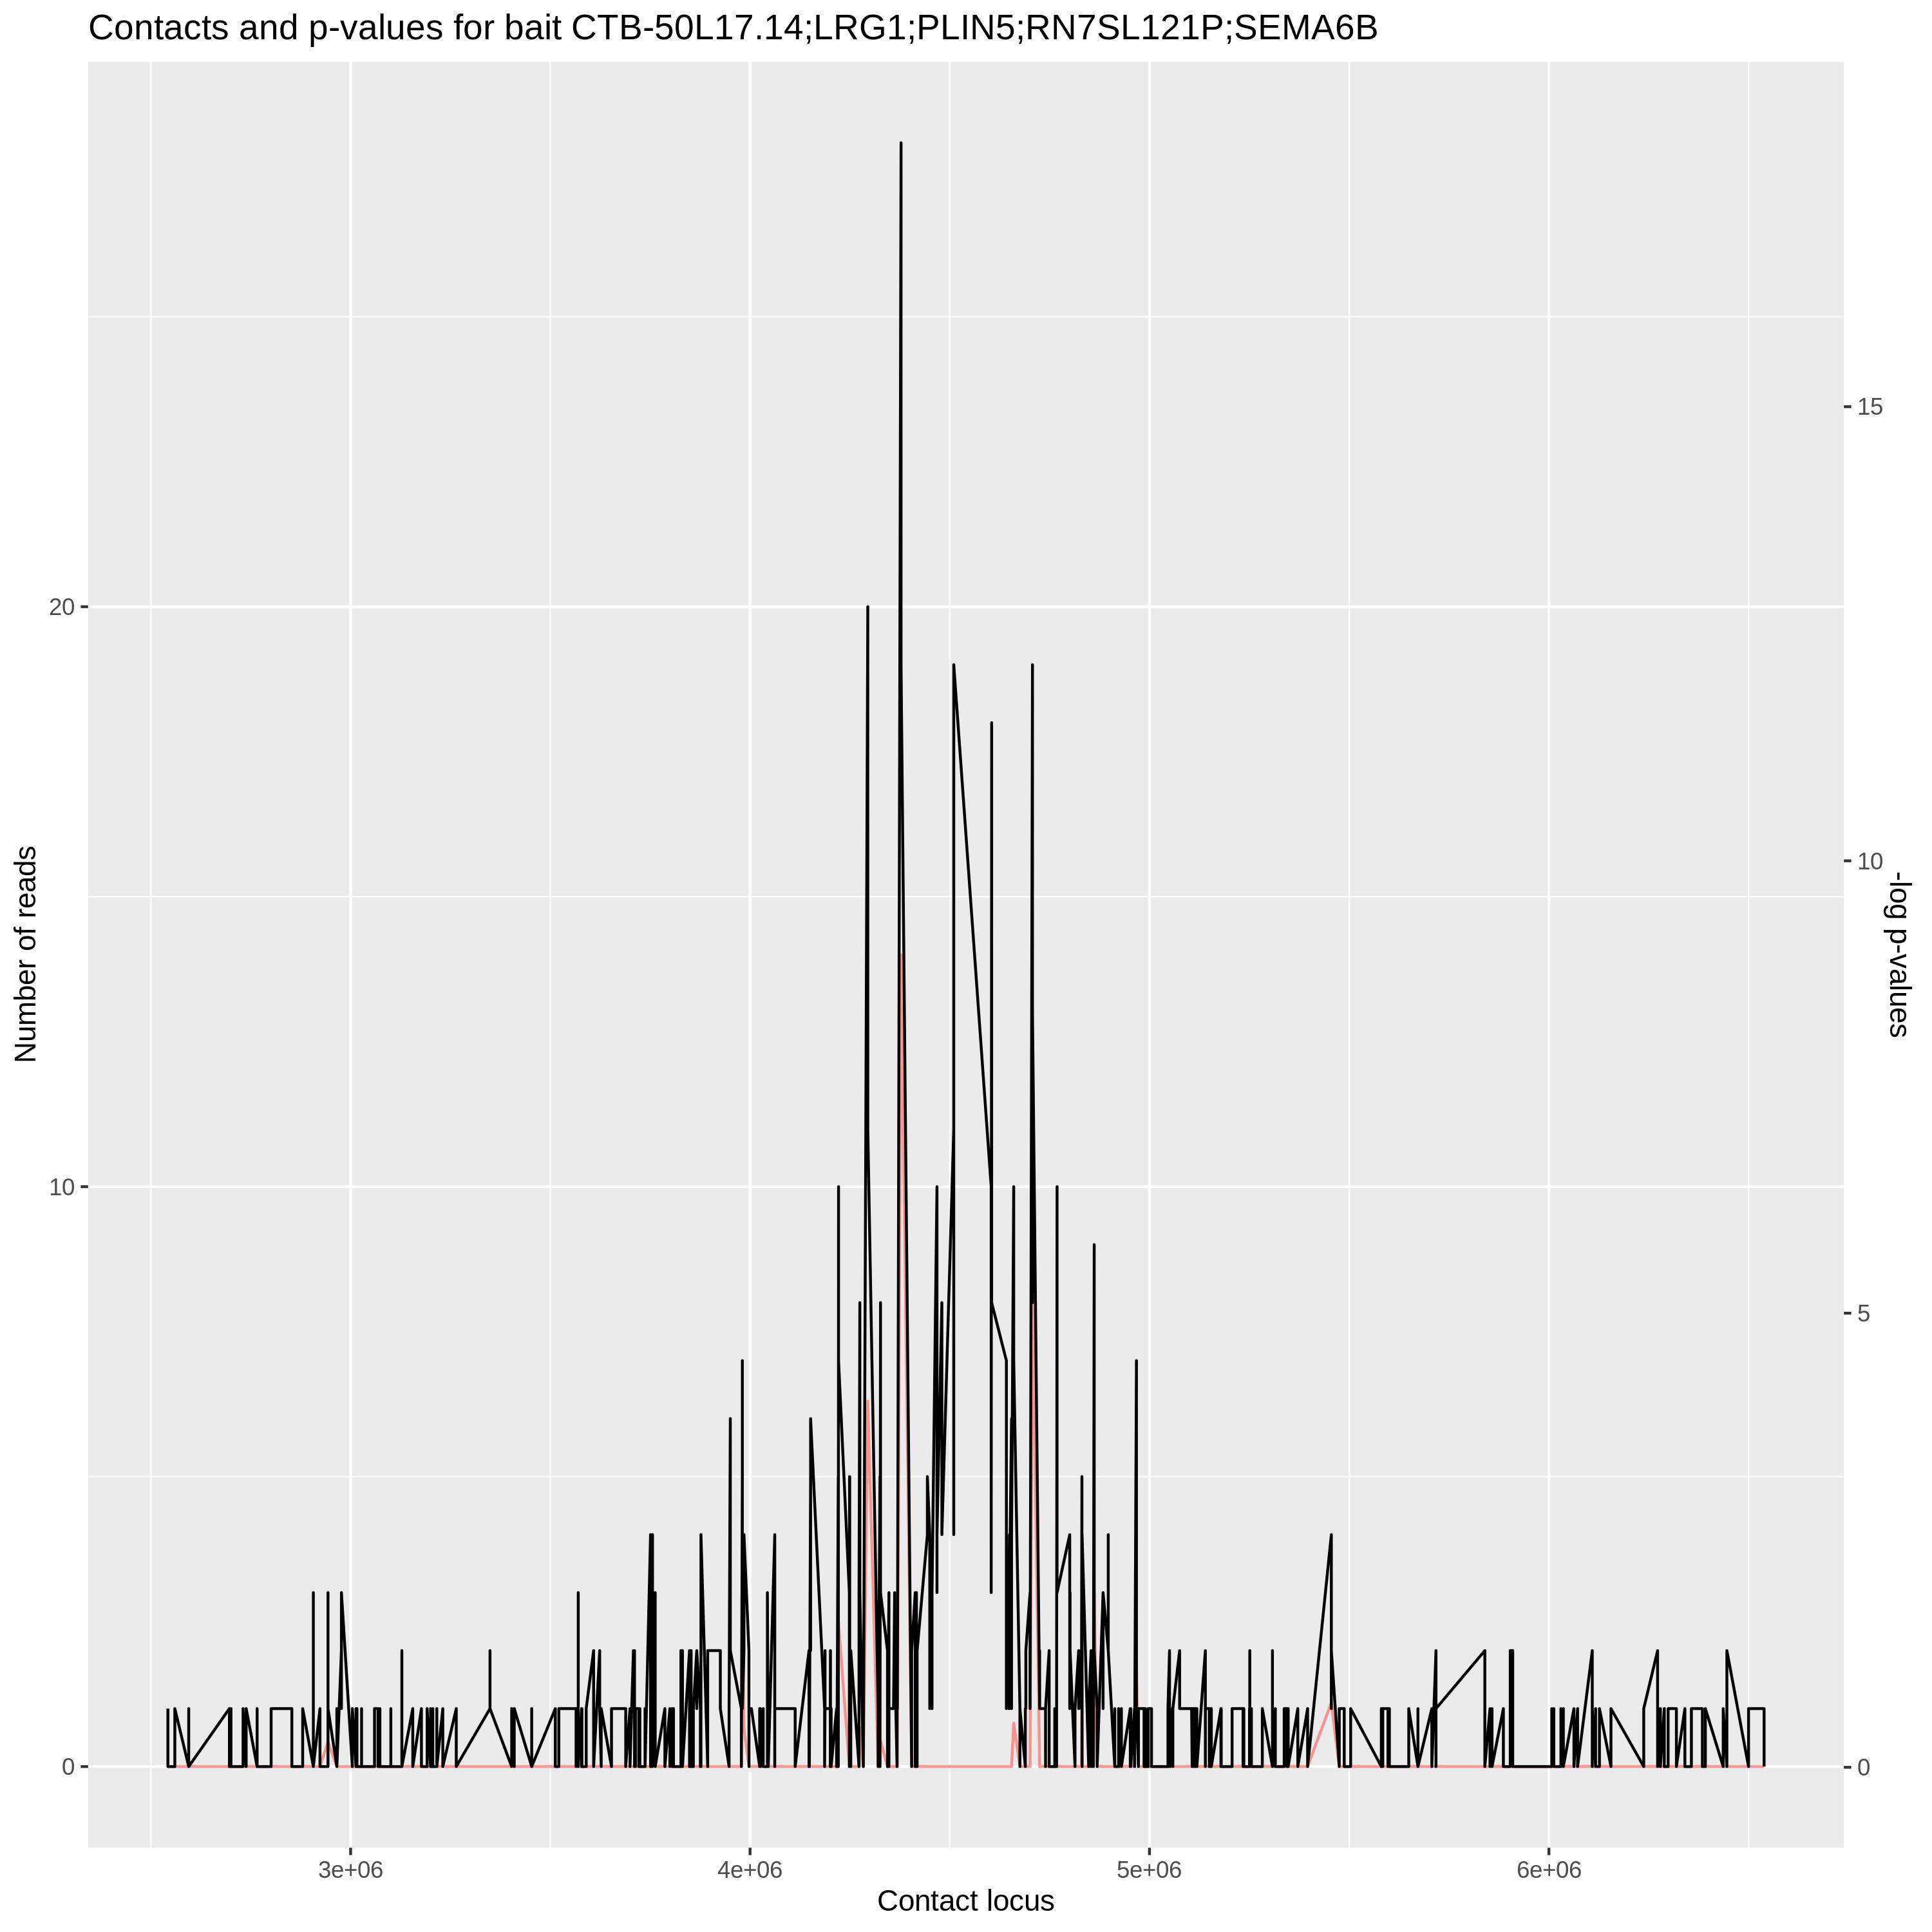 Contacts and p-values for bait CTB-50L17.14;LRG1;PLIN5;RN7SL121P;SEMA6B
Number of reads
20
10
0
15
10
5
0
-log p-values
3e+06
4e+06
5e+06
6e+06
Contact locus